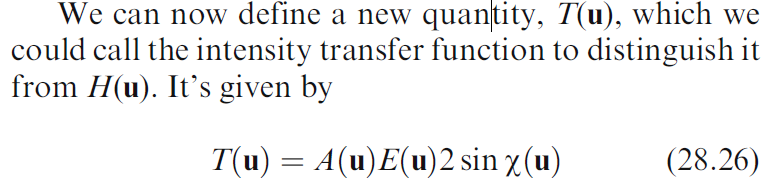 We can now define a new quantity, T(u), which we
could call the intensity transfer function to distinguish it
from H(u). It’s given by
T(u) = A(u)E(u)2 sin χ(u) (28.26)